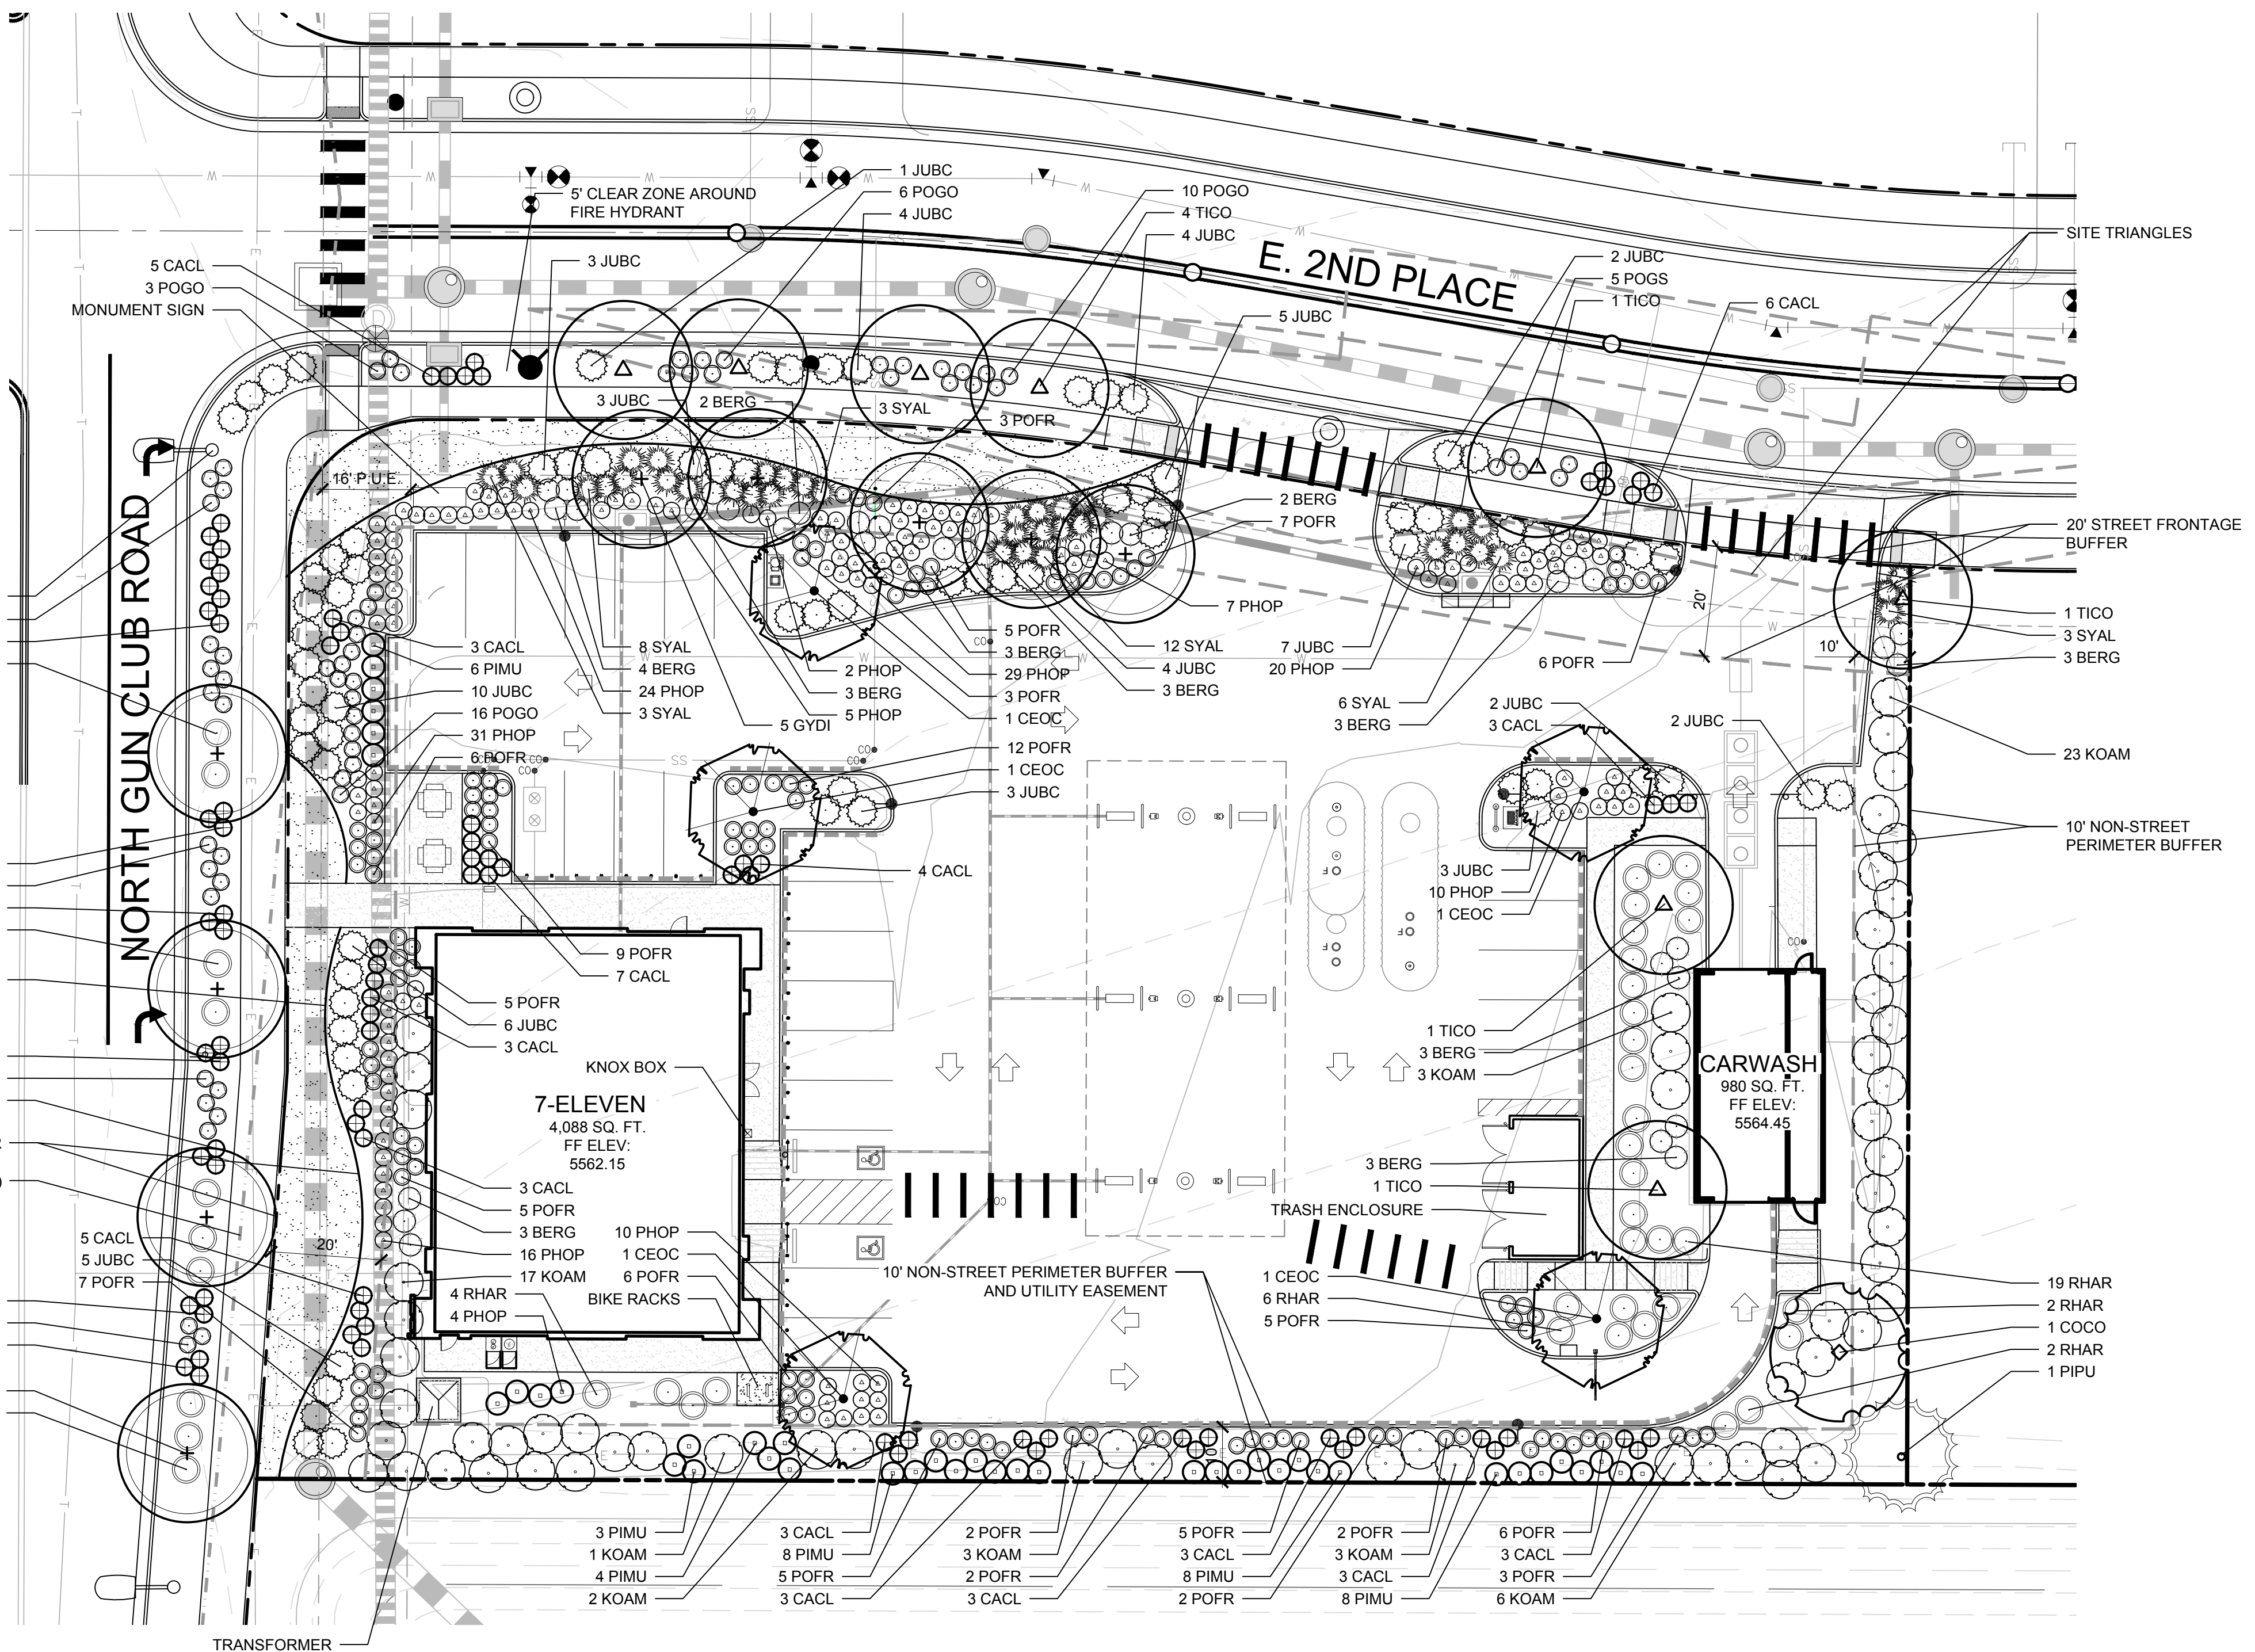 1 JUBC
6 POGO
4 JUBC
5' CLEAR ZONE AROUND
FIRE HYDRANT
10 POGO
4 TICO
4 JUBC
SITE TRIANGLES
E. 2ND PLACE
2 JUBC
5 POGS
1 TICO
6 CACL
5 CACL
3 POGO
MONUMENT SIGN
3 JUBC
5 JUBC
3 JUBC
2 BERG
3 SYAL
3 POFR
16' P.U.E.
2 BERG
7 POFR
20' STREET FRONTAGE
BUFFER
NORTH GUN CLUB ROAD
7 PHOP
20'
10'
1 TICO
3 SYAL
3 BERG
3 CACL
6 PIMU
10 JUBC
16 POGO
31 PHOP
6 POFR
8 SYAL
4 BERG
24 PHOP
3 SYAL
2 PHOP
3 BERG
5 PHOP
5 GYDI
5 POFR
3 BERG
29 PHOP
3 POFR
1 CEOC
12 SYAL
4 JUBC
3 BERG
7 JUBC
20 PHOP
6 POFR
6 SYAL
3 BERG
2 JUBC
3 CACL
2 JUBC
23 KOAM
12 POFR
1 CEOC
3 JUBC
10' NON-STREET
PERIMETER BUFFER
4 CACL
3 JUBC
10 PHOP
1 CEOC
9 POFR
7 CACL
5 POFR
6 JUBC
3 CACL
KNOX BOX
7-ELEVEN
4,088 SQ. FT.
FF ELEV:
5562.15
1 TICO
3 BERG
3 KOAM
CARWASH
980 SQ. FT.
FF ELEV:
5564.45
3 BERG
1 TICO
TRASH ENCLOSURE
3 CACL
5 POFR
3 BERG
16 PHOP
17 KOAM
10 PHOP
1 CEOC
6 POFR
BIKE RACKS
4 RHAR
4 PHOP
20'
5 CACL
5 JUBC
7 POFR
10' NON-STREET PERIMETER BUFFER
AND UTILITY EASEMENT
1 CEOC
6 RHAR
5 POFR
19 RHAR
2 RHAR
1 COCO
2 RHAR
1 PIPU
3 PIMU
1 KOAM
4 PIMU
2 KOAM
3 CACL
8 PIMU
5 POFR
3 CACL
2 POFR
3 KOAM
2 POFR
3 CACL
5 POFR
3 CACL
8 PIMU
2 POFR
2 POFR
3 KOAM
3 CACL
8 PIMU
6 POFR
3 CACL
3 POFR
6 KOAM
TRANSFORMER